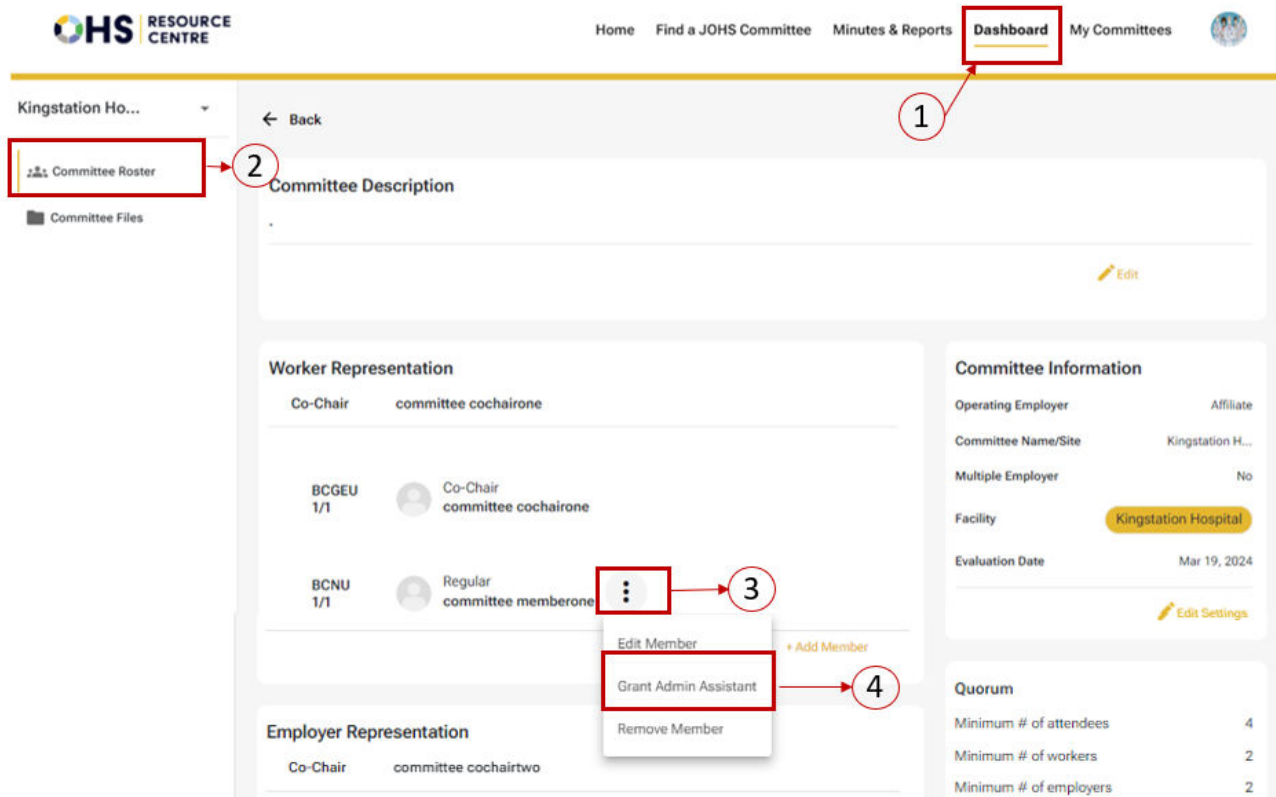 OHS RESOURCE CENTRE
Home Find a JOHS Committee Minutes & Reports Dashboard My Committees
1
Kingstation Ho...
Back
2
Committee Roster
Committee Files
Committee Description
.
Edit
Worker Representation
Co-Chair committee cochairone
BCGEU
1/1
Co-Chair
committee cochairone
BCNU
1/1
Regular
committee memberone
3
Edit Member
Grant Admin Assistant
Remove Member
4
+ Add Member
Employer Representation
Co-Chair committee cochairtwo
Committee Information
Operating Employer Affiliate
Committee Name/Site Kingstation H...
Multiple Employer No
Facility Kingstation Hospital
Evaluation Date Mar 19, 2024
Edit Settings
Quorum
Minimum # of attendees 4
Minimum # of workers 2
Minimum # of employers 2